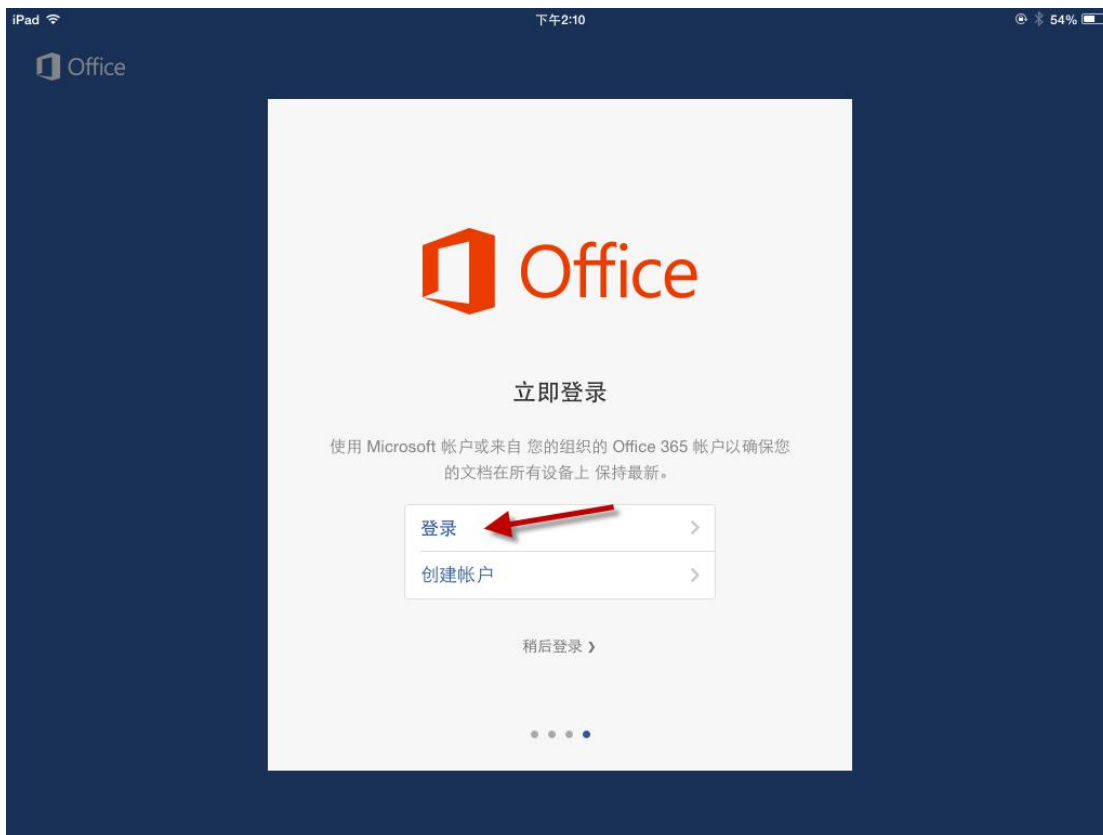 iPad
下午2:10
54%
Office
Office
立即登录
使用 Microsoft 帐户或来自 您的组织的 Office 365 帐户以确保您
的文档在所有设备上 保持最新。
登录
创建帐户
稍后登录 ❯